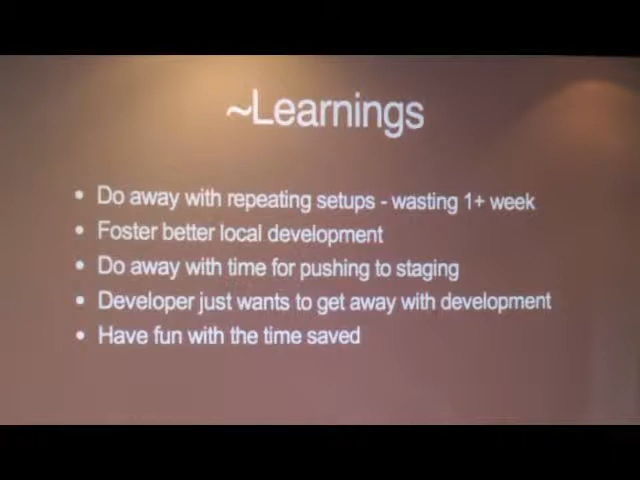 ~Learnings
• Do away with repeating setups - wasting 1+ week
• Foster better local development
• Do away with time for pushing to staging
• Developer just wants to get away with development
• Have fun with the time saved